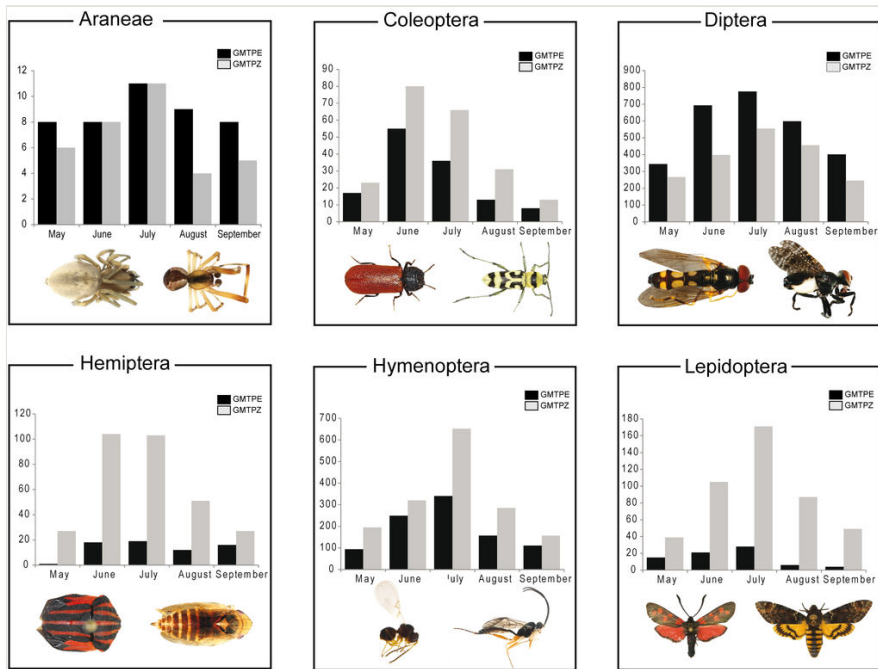 Araneae
GMTPE
GMTPZ
12
10
8
6
4
2
0
May June July August September
Coleoptera
GMTPE
GMTPZ
90
80
70
60
50
40
30
20
10
0
May June July August September
Diptera
GMTPE
GMTPZ
900
800
700
600
500
400
300
200
100
0
May June July August September
Hemiptera
GMTPE
GMTPZ
120
100
80
60
40
20
0
May June July August September
Hymenoptera
GMTPE
GMTPZ
700
600
500
400
300
200
100
0
May June July August September
Lepidoptera
GMTPE
GMTPZ
180
160
140
120
100
80
60
40
20
0
May June July August September